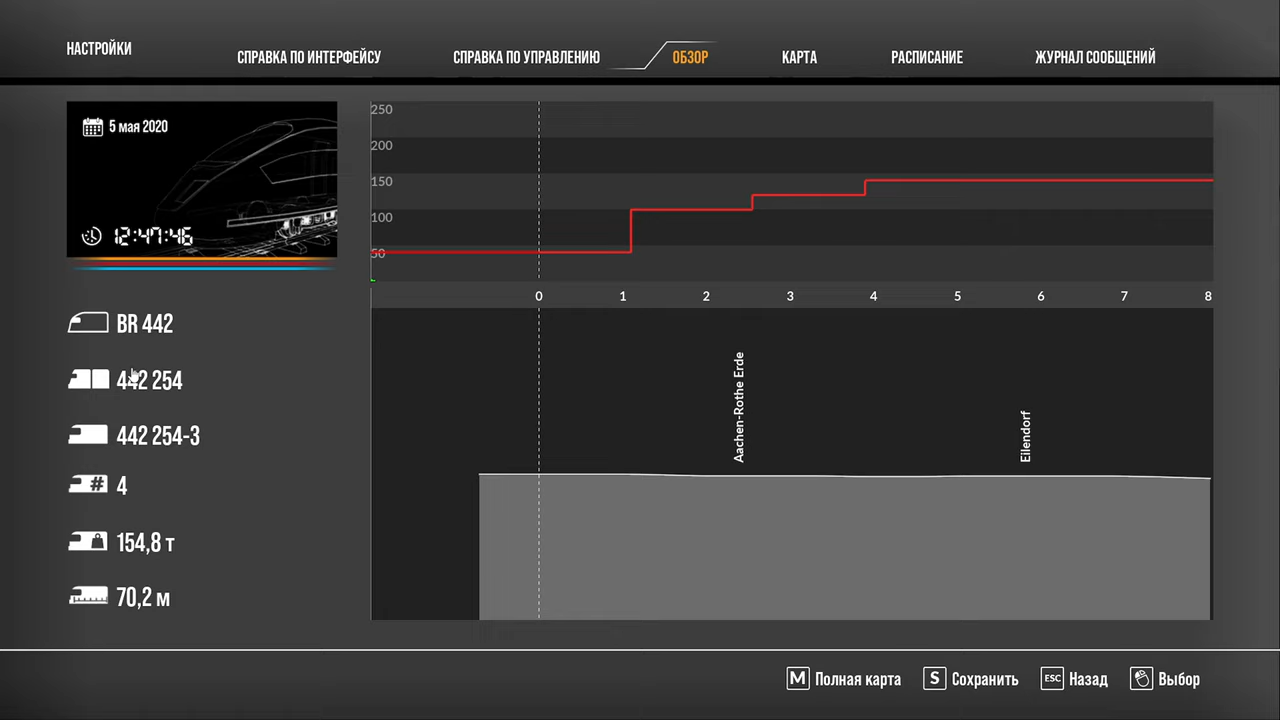 НАСТРОЙКИ
СПРАВКА ПО ИНТЕРФЕЙСУ
СПРАВКА ПО УПРАВЛЕНИЮ
ОБЗОР
КАРТА
РАСПИСАНИЕ
ЖУРНАЛ СООБЩЕНИЙ
5 мая 2020
12:47:46
BR 442
442 254
442 254-3
# 4
154,8 т
70,2 м
250
200
150
100
50
0 1 2 3 4 5 6 7 8
Aachen-Rothe Erde
Eilendorf
M Полная карта
S Сохранить
ESC Назад
Выбор